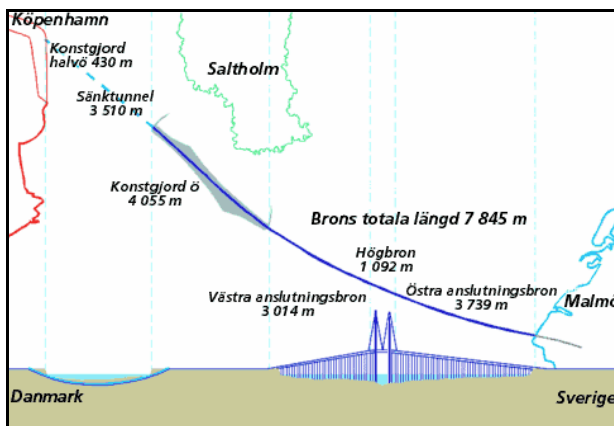 Köpenhamn
Konstgjord
halvö 430 m
Saltholm
Sänktunnel
3 510 m
Konstgjord ö
4 055 m
Brons totala längd 7 845 m
Högbron
1 092 m
Västra anslutningsbron
3 014 m
Östra anslutningsbron
3 739 m
Malmö
Danmark
Sverige